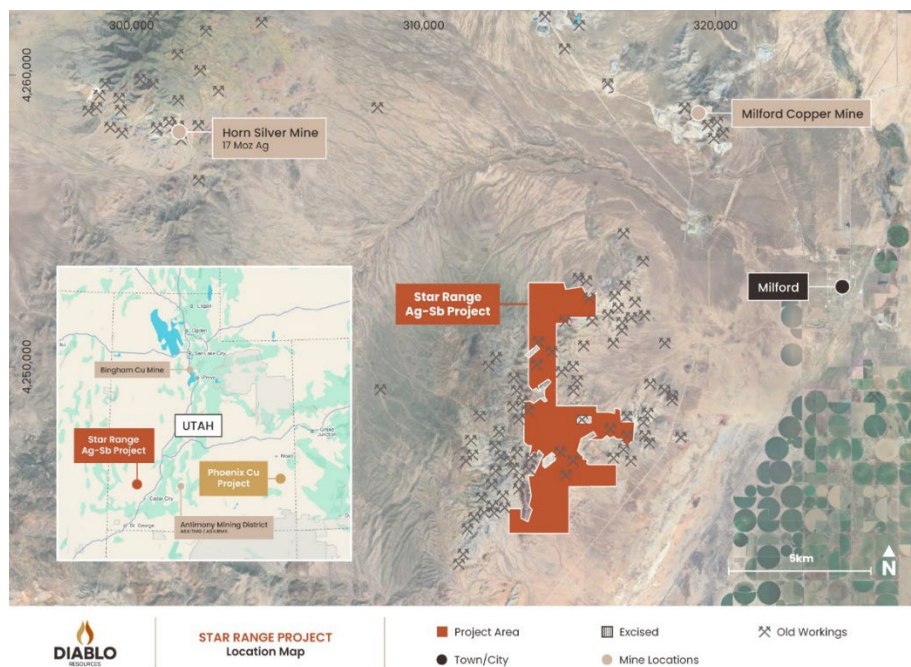 300,000
310,000
320,000
4,260,000
4,250,000
Horn Silver Mine
17 Moz Ag
Milford Copper Mine
Milford
Star Range
Ag-Sb Project
Logan
Ogden
Salt Lake City
Provo
Bingham Cu Mine
UTAH
Grand
Junction
Moab
Star Range
Ag-Sb Project
Phoenix Cu
Project
Cedar City
St. George
Antimony Mining District
5km
N
DIABLO
RESOURCES
STAR RANGE PROJECT
Location Map
Project Area
Excised
Old Workings
Town/City
Mine Locations